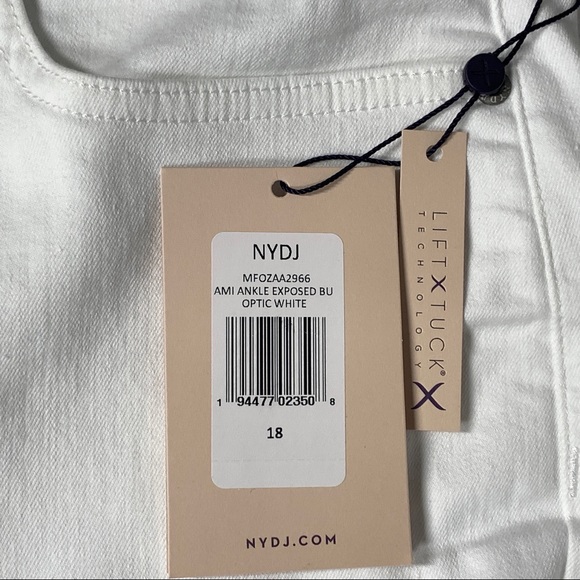 NYDJ
MFOZAA2966
AMI ANKLE EXPOSED BU
OPTIC WHITE
1 94477 02350 8
18
NYDJ.COM
LIFT X TUCK® X
TECHNOLOGY